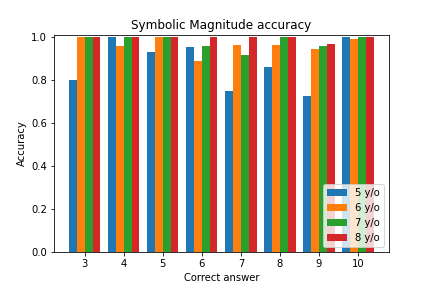 Symbolic Magnitude accuracy
1.0
0.8
0.6
0.4
0.2
0.0
Accuracy
5 y/o
6 y/o
7 y/o
8 y/o
3 4 5 6 7 8 9 10
Correct answer